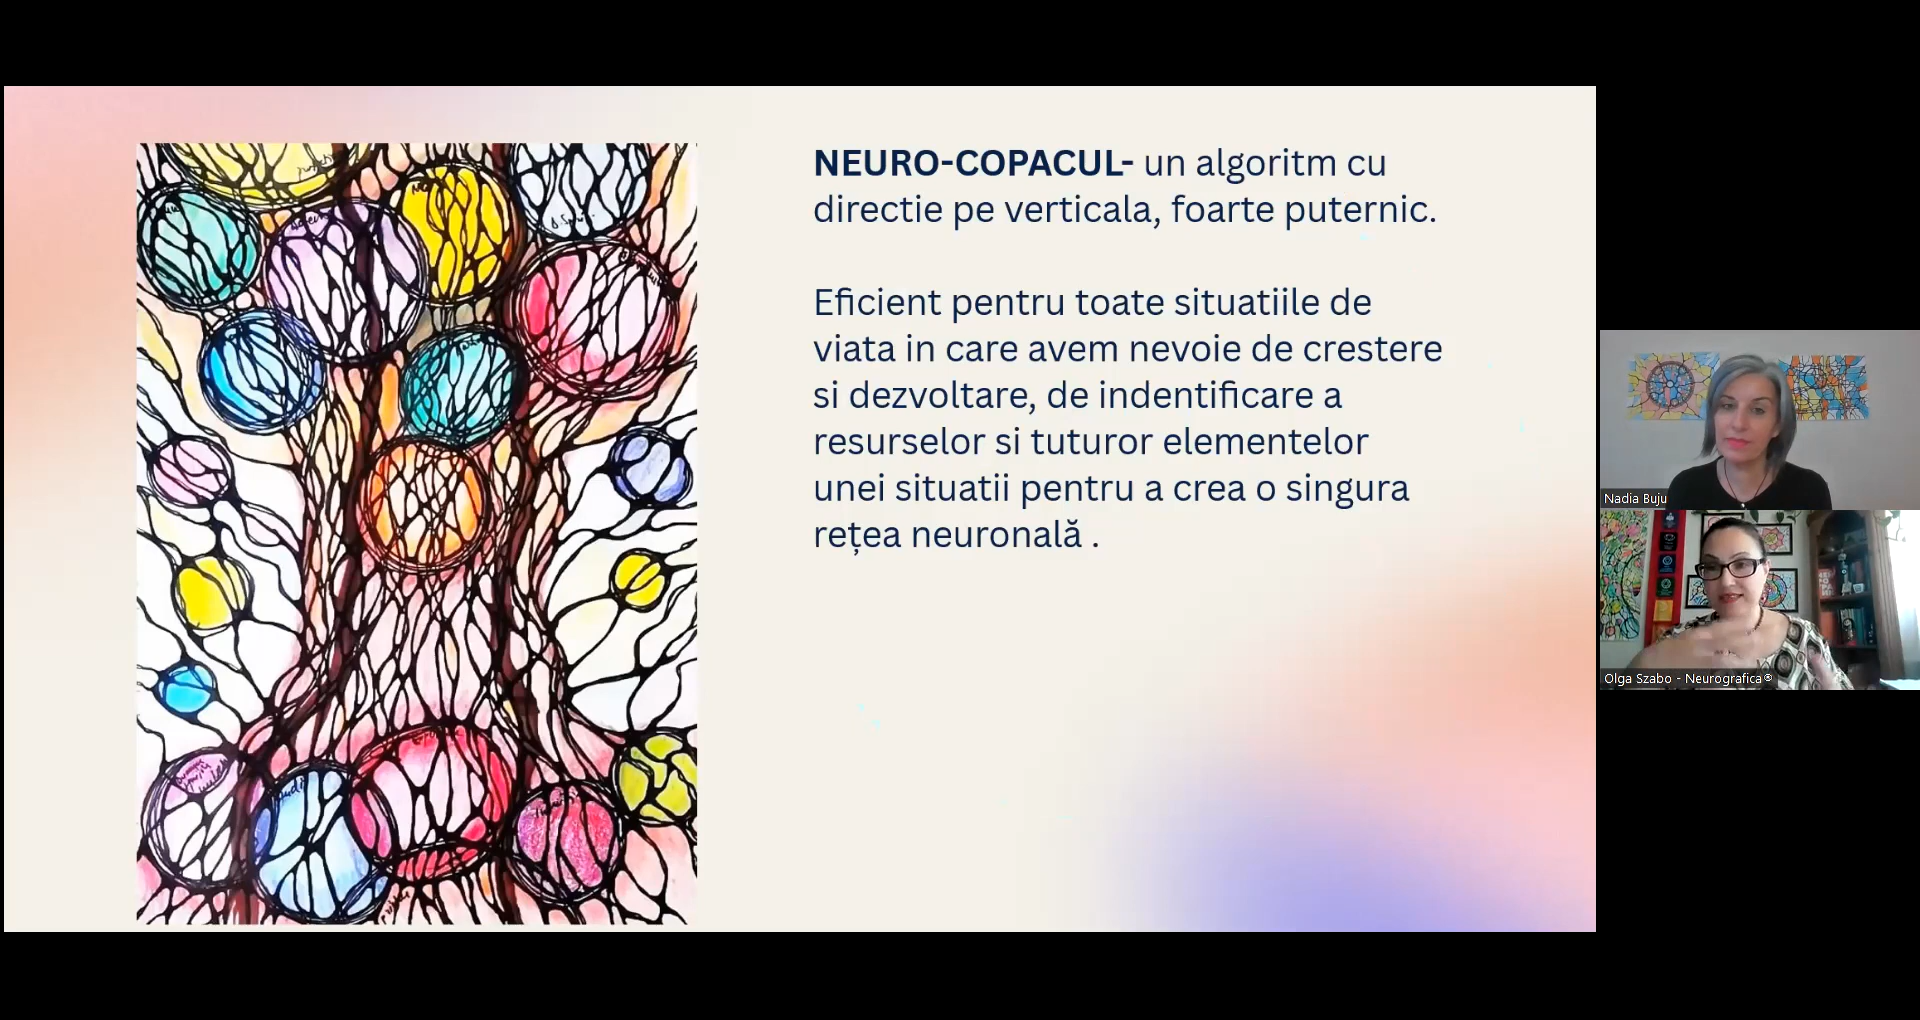 NEURO-COPACUL- un algoritm cu
directie pe verticala, foarte puternic.
Eficient pentru toate situatiile de
viata in care avem nevoie de crestere
si dezvoltare, de indentificare a
resurselor si tuturor elementelor
unei situatii pentru a crea o singura
rețea neuronală .
Nadia Buju
Olga Szabo - Neurografica®